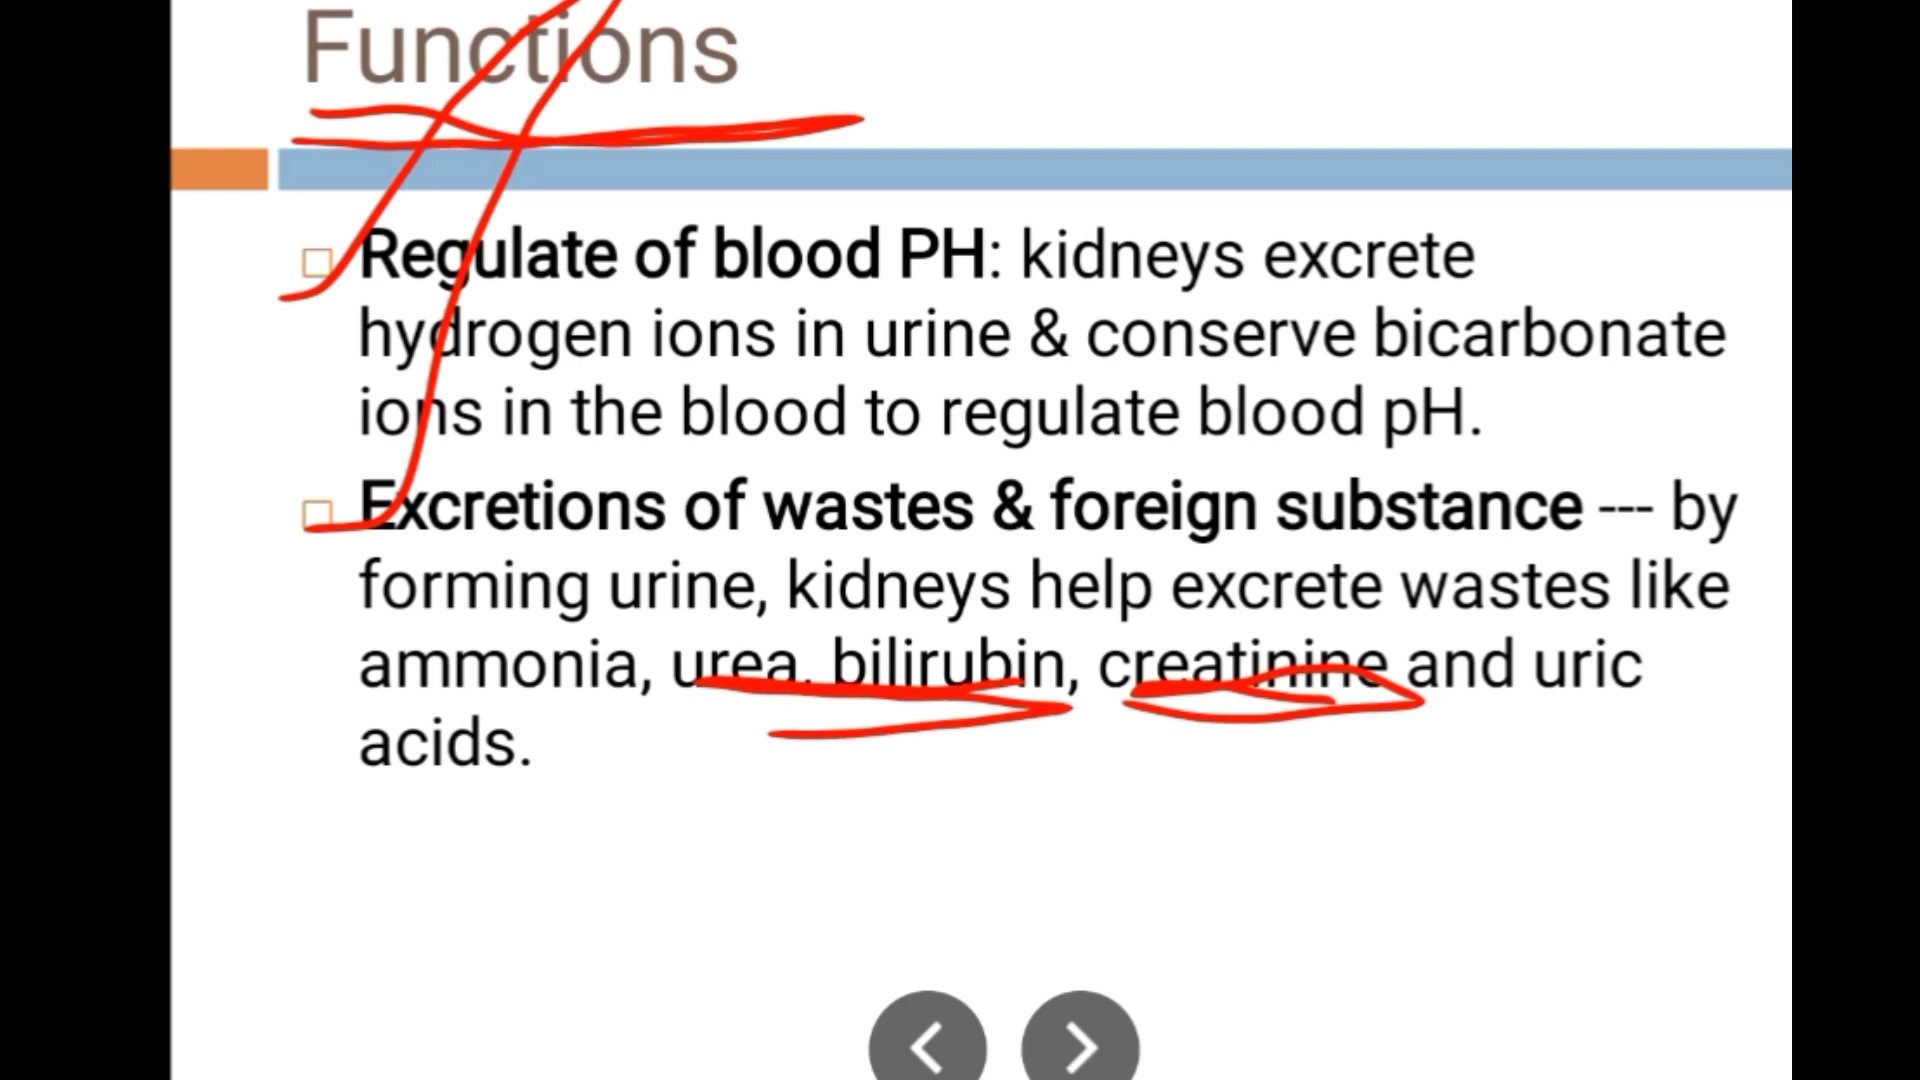 Functions
Regulate of blood PH: kidneys excrete
hydrogen ions in urine & conserve bicarbonate
ions in the blood to regulate blood pH.
Excretions of wastes & foreign substance --- by
forming urine, kidneys help excrete wastes like
ammonia, urea, bilirubin, creatinine and uric
acids.